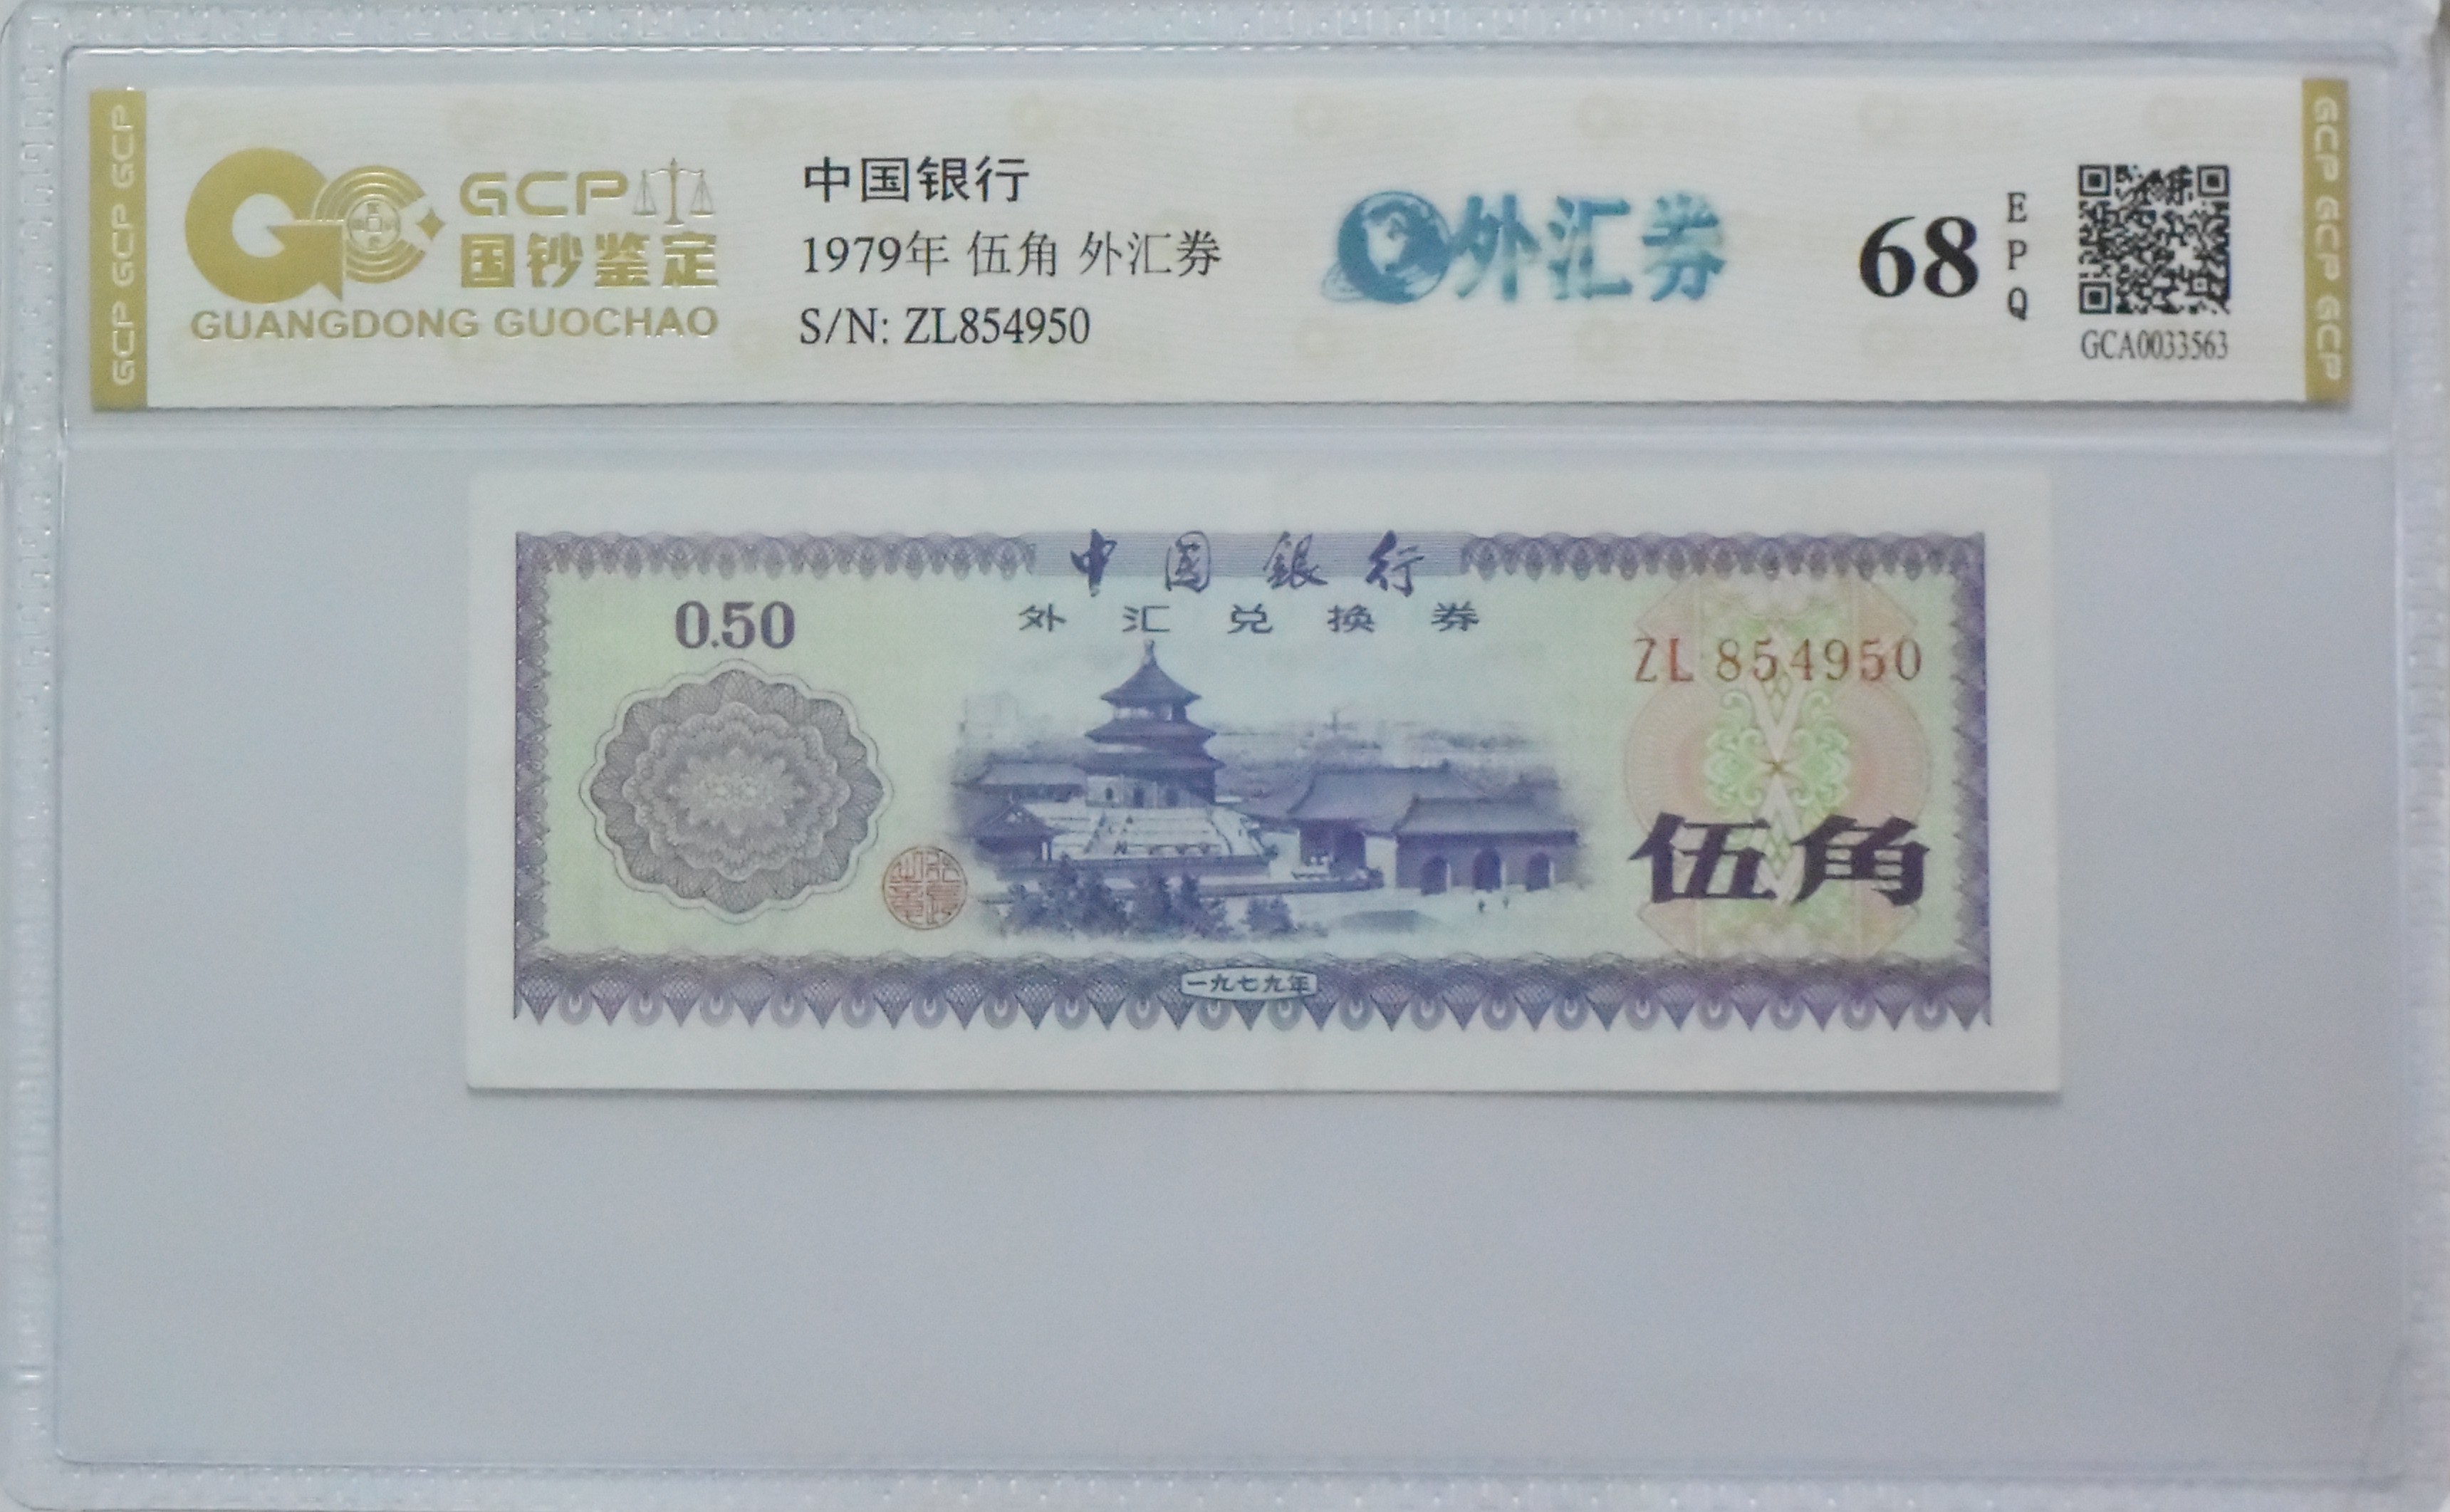 GCP GCP GCP
GCP
国钞鉴定
GUANGDONG GUOCHAO
中国银行
1979年 伍角 外汇券
S/N: ZL854950
外汇券
68
EPQ
GCA0033563
GCP GCP GCP
中国銀行
外汇兑换券
0.50
ZL 854950
伍角
一九七九年